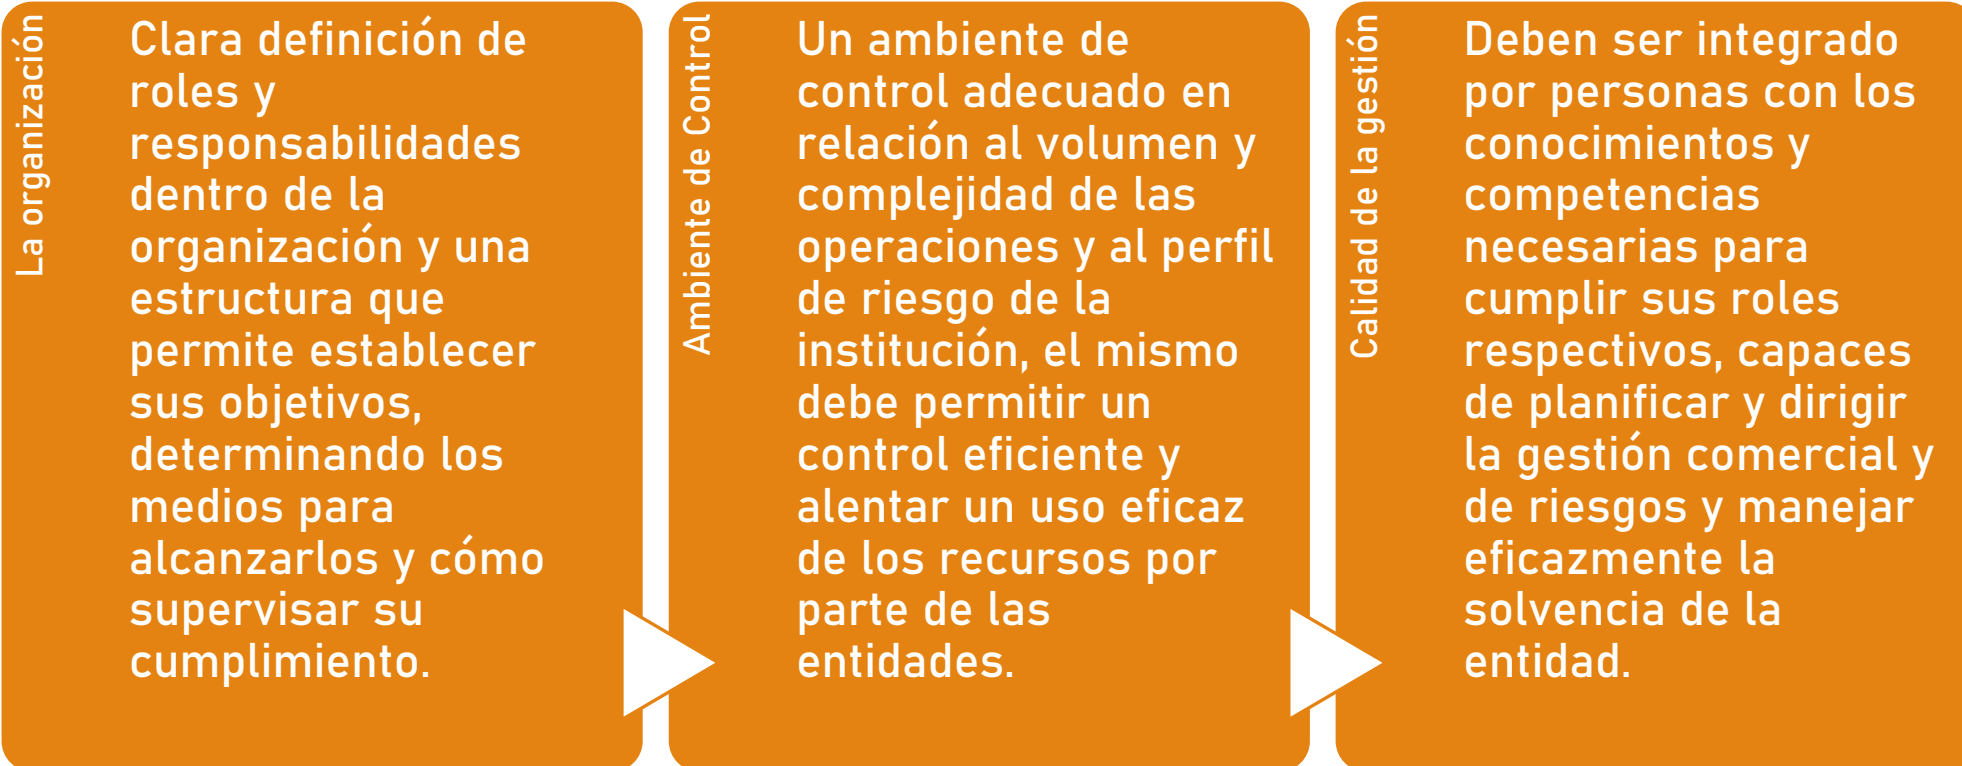 La organización
Clara definición de
roles y
responsabilidades
dentro de la
organización y una
estructura que
permite establecer
sus objetivos,
determinando los
medios para
alcanzarlos y cómo
supervisar su
cumplimiento.
Ambiente de Control
Un ambiente de
control adecuado en
relación al volumen y
complejidad de las
operaciones y al perfil
de riesgo de la
institución, el mismo
debe permitir un
control eficiente y
alentar un uso eficaz
de los recursos por
parte de las
entidades.
Calidad de la gestión
Deben ser integrado
por personas con los
conocimientos y
competencias
necesarias para
cumplir sus roles
respectivos, capaces
de planificar y dirigir
la gestión comercial y
de riesgos y manejar
eficazmente la
solvencia de la
entidad.